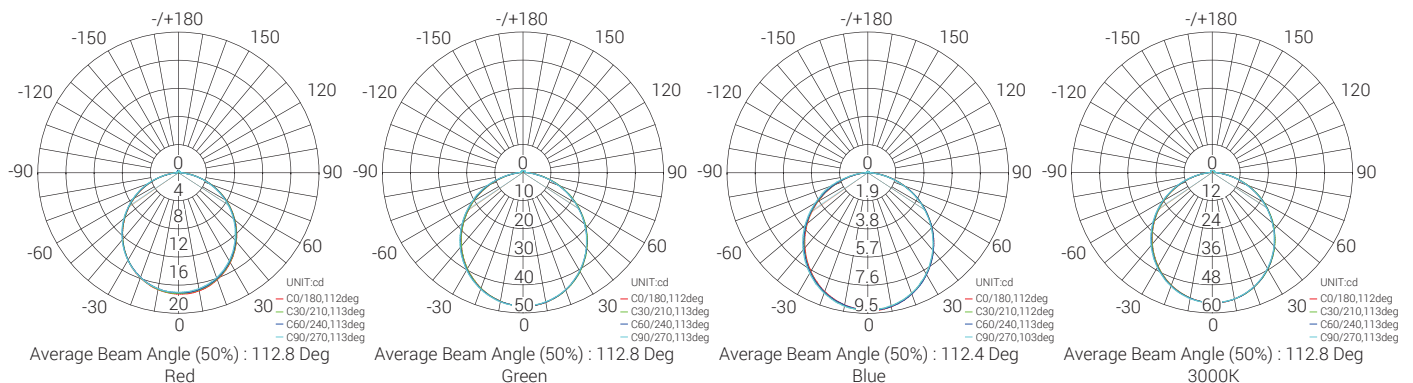 -/+180
-150
150
-120
120
-90
90
-60
60
-30
30
0
0
4
8
12
16
20
UNIT:cd
C0/180,112deg
C30/210,113deg
C60/240,113deg
C90/270,113deg
Average Beam Angle (50%) : 112.8 Deg
Red
-/+180
-150
150
-120
120
-90
90
-60
60
-30
30
0
0
10
20
30
40
50
UNIT:cd
C0/180,112deg
C30/210,113deg
C60/240,113deg
C90/270,113deg
Average Beam Angle (50%) : 112.8 Deg
Green
-/+180
-150
150
-120
120
-90
90
-60
60
-30
30
0
0
1.9
3.8
5.7
7.6
9.5
UNIT:cd
C0/180,112deg
C30/210,112deg
C60/240,113deg
C90/270,103deg
Average Beam Angle (50%) : 112.4 Deg
Blue
-/+180
-150
150
-120
120
-90
90
-60
60
-30
30
0
0
12
24
36
48
60
UNIT:cd
C0/180,112deg
C30/210,113deg
C60/240,113deg
C90/270,113deg
Average Beam Angle (50%) : 112.8 Deg
3000K